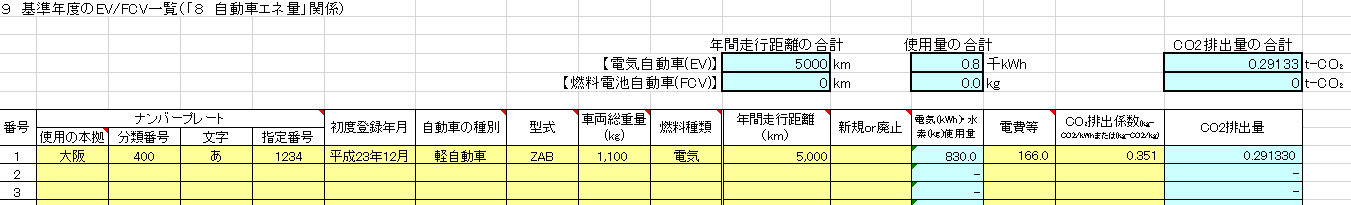 ９ 基準年度のEV/FCV一覧(「８ 自動車エネ量」関係)
年間走行距離の合計 使用量の合計 CO2排出量の合計
【電気自動車(EV)】 5000 km 0.8 千kWh 0.29133 t-CO₂
【燃料電池自動車(FCV)】 0 km 0.0 kg 0 t-CO₂
番号 ナンバープレート 初度登録年月 自動車の種別 型式 車両総重量(kg) 燃料種類 年間走行距離(km) 新規or廃止 電気(kWh)・水素(kg)使用量 電費等 CO₂排出係数(kg-CO2/kWhまたは(kg-CO2/kg) CO2排出量
使用の本拠 分類番号 文字 指定番号
1 大阪 400 あ 1234 平成23年12月 軽自動車 ZAB 1,100 電気 5,000 830.0 166.0 0.351 0.291330
2 - -
3 - -